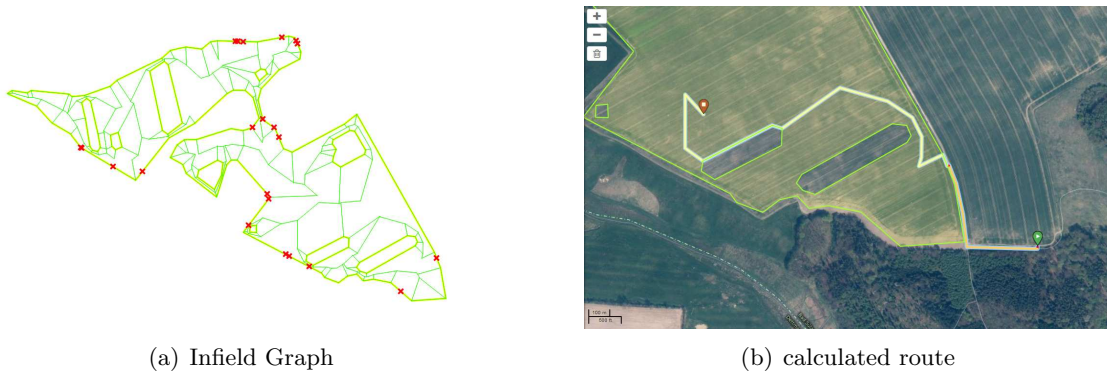 +
−
100 m
500 ft
(a) Infield Graph
(b) calculated route